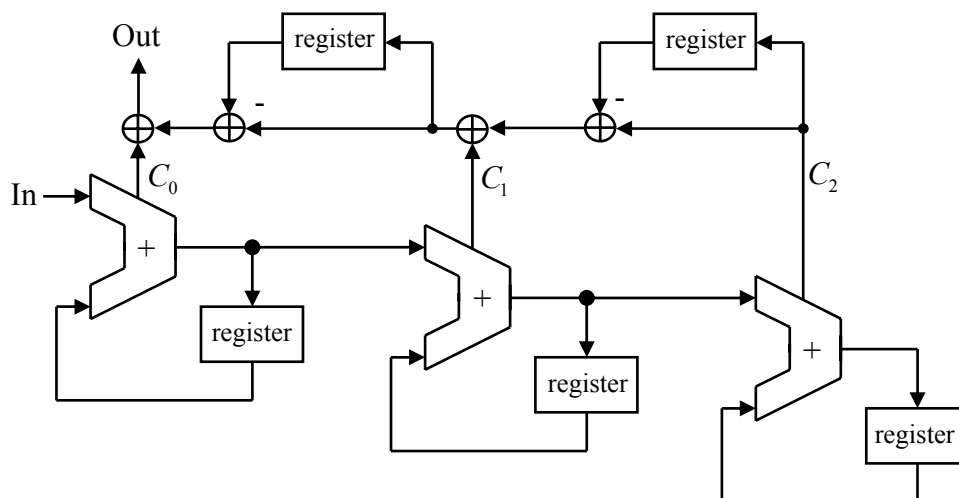 Out
register
register
-
-
In
C₀
C₁
C₂
+
+
+
register
register
register